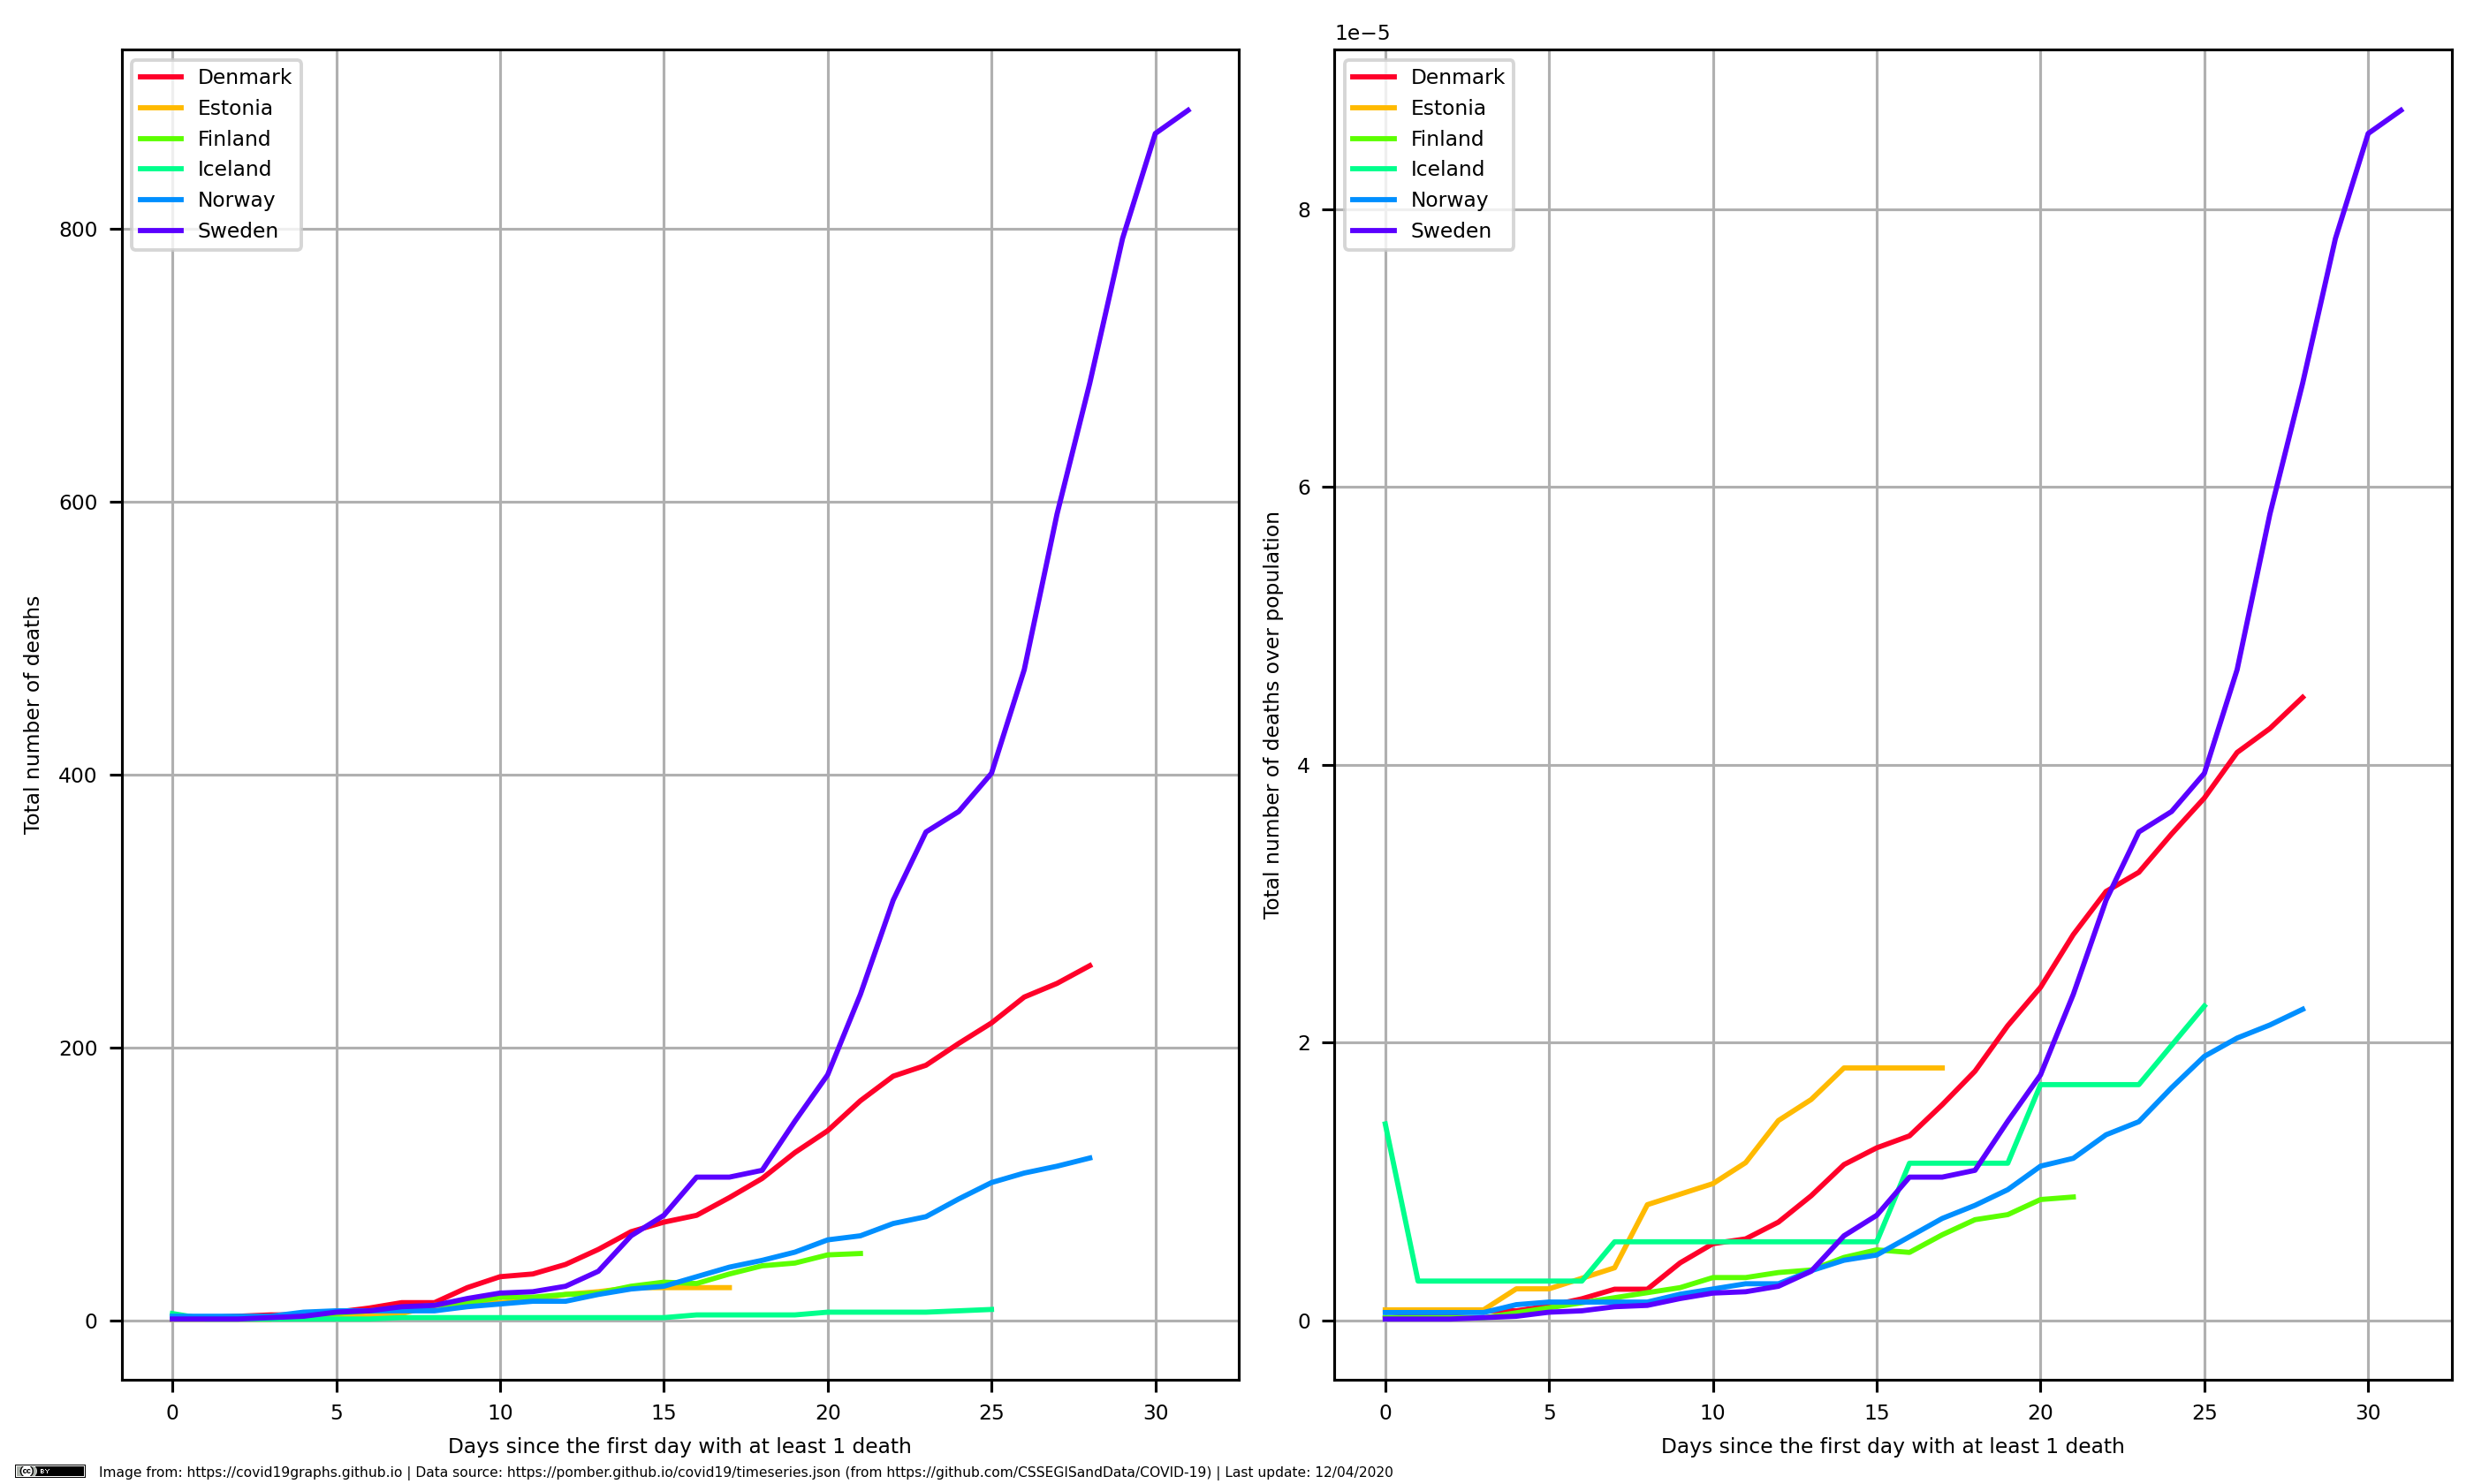 Denmark
Estonia
Finland
Iceland
Norway
Sweden
800
600
400
200
0
Total number of deaths
0 5 10 15 20 25 30
Days since the first day with at least 1 death
1e−5
Denmark
Estonia
Finland
Iceland
Norway
Sweden
8
6
4
2
0
Total number of deaths over population
0 5 10 15 20 25 30
Days since the first day with at least 1 death
cc BY
Image from: https://covid19graphs.github.io | Data source: https://pomber.github.io/covid19/timeseries.json (from https://github.com/CSSEGISandData/COVID-19) | Last update: 12/04/2020